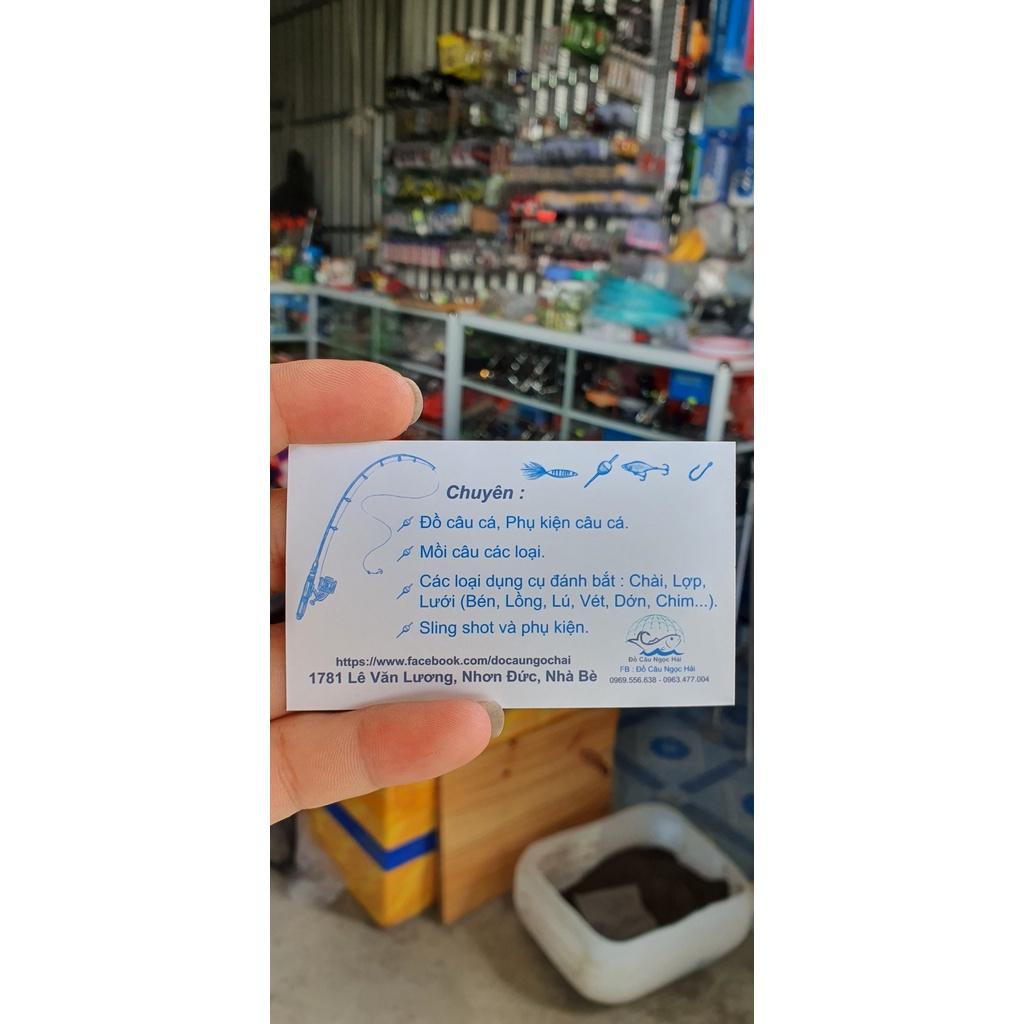 Chuyên :
Đồ câu cá, Phụ kiện câu cá.
Mồi câu các loại.
Các loại dụng cụ đánh bắt : Chài, Lợp,
Lưới (Bén, Lồng, Lú, Vét, Dớn, Chim...).
Sling shot và phụ kiện.
https://www.facebook.com/docaungochai
1781 Lê Văn Lương, Nhơn Đức, Nhà Bè
Đồ Câu Ngọc Hải
FB : Đồ Câu Ngọc Hải
0969.556.638 - 0963.477.004